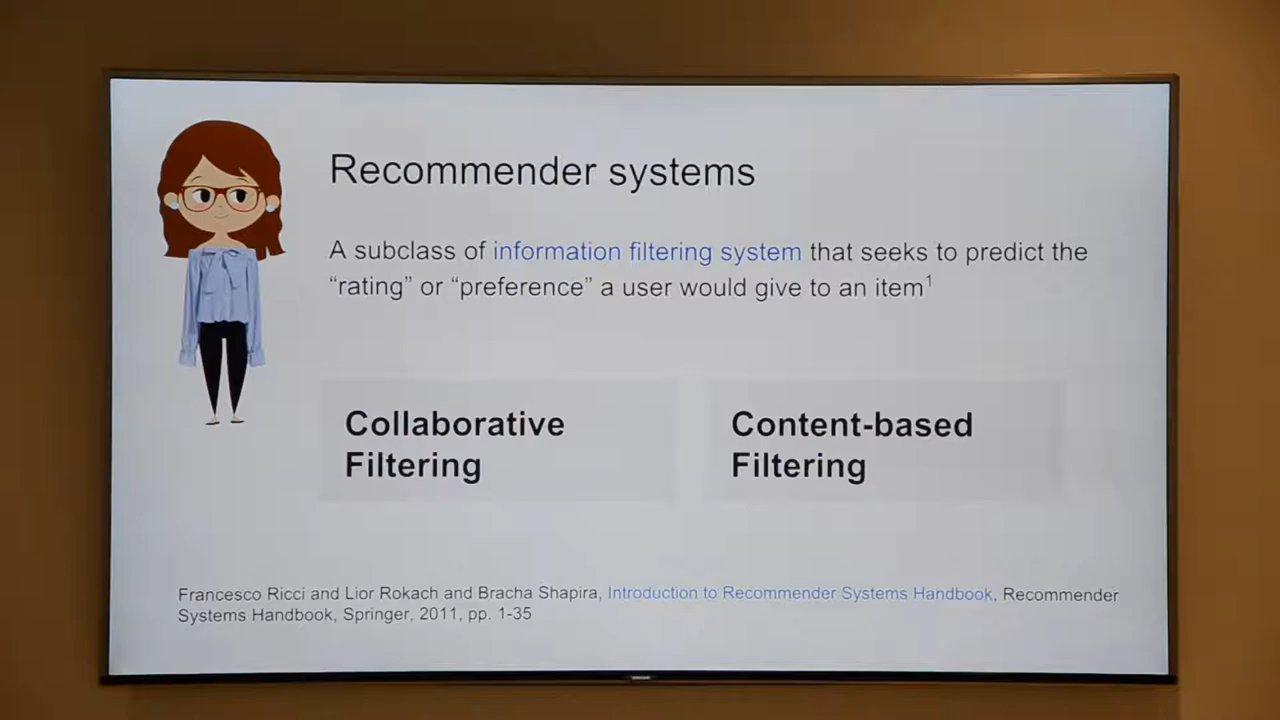 Recommender systems
A subclass of information filtering system that seeks to predict the
“rating” or “preference” a user would give to an item¹
Collaborative
Filtering
Content-based
Filtering
Francesco Ricci and Lior Rokach and Bracha Shapira, Introduction to Recommender Systems Handbook, Recommender
Systems Handbook, Springer, 2011, pp. 1-35